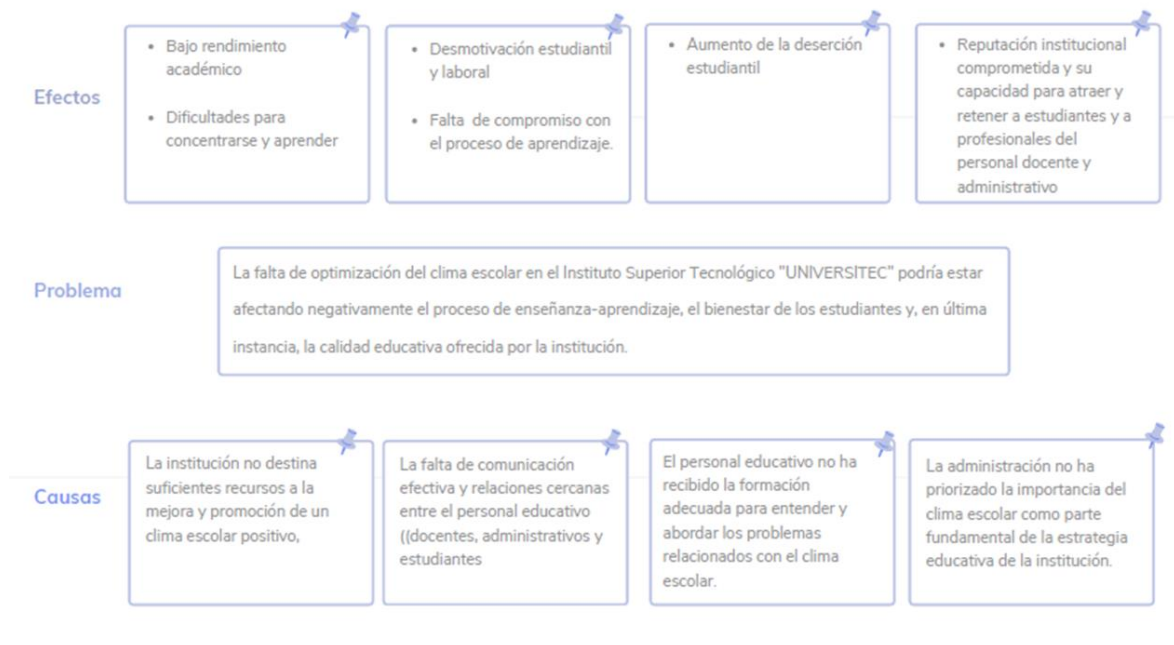 Efectos
• Bajo rendimiento
académico
• Dificultades para
concentrarse y aprender
• Desmotivación estudiantil
y laboral
• Falta de compromiso con
el proceso de aprendizaje.
• Aumento de la deserción
estudiantil
• Reputación institucional
comprometida y su
capacidad para atraer y
retener a estudiantes y a
profesionales del
personal docente y
administrativo
Problema
La falta de optimización del clima escolar en el Instituto Superior Tecnológico "UNIVERSITEC" podría estar
afectando negativamente el proceso de enseñanza-aprendizaje, el bienestar de los estudiantes y, en última
instancia, la calidad educativa ofrecida por la institución.
Causas
La institución no destina
suficientes recursos a la
mejora y promoción de un
clima escolar positivo,
La falta de comunicación
efectiva y relaciones cercanas
entre el personal educativo
((docentes, administrativos y
estudiantes
El personal educativo no ha
recibido la formación
adecuada para entender y
abordar los problemas
relacionados con el clima
escolar.
La administración no ha
priorizado la importancia del
clima escolar como parte
fundamental de la estrategia
educativa de la institución.